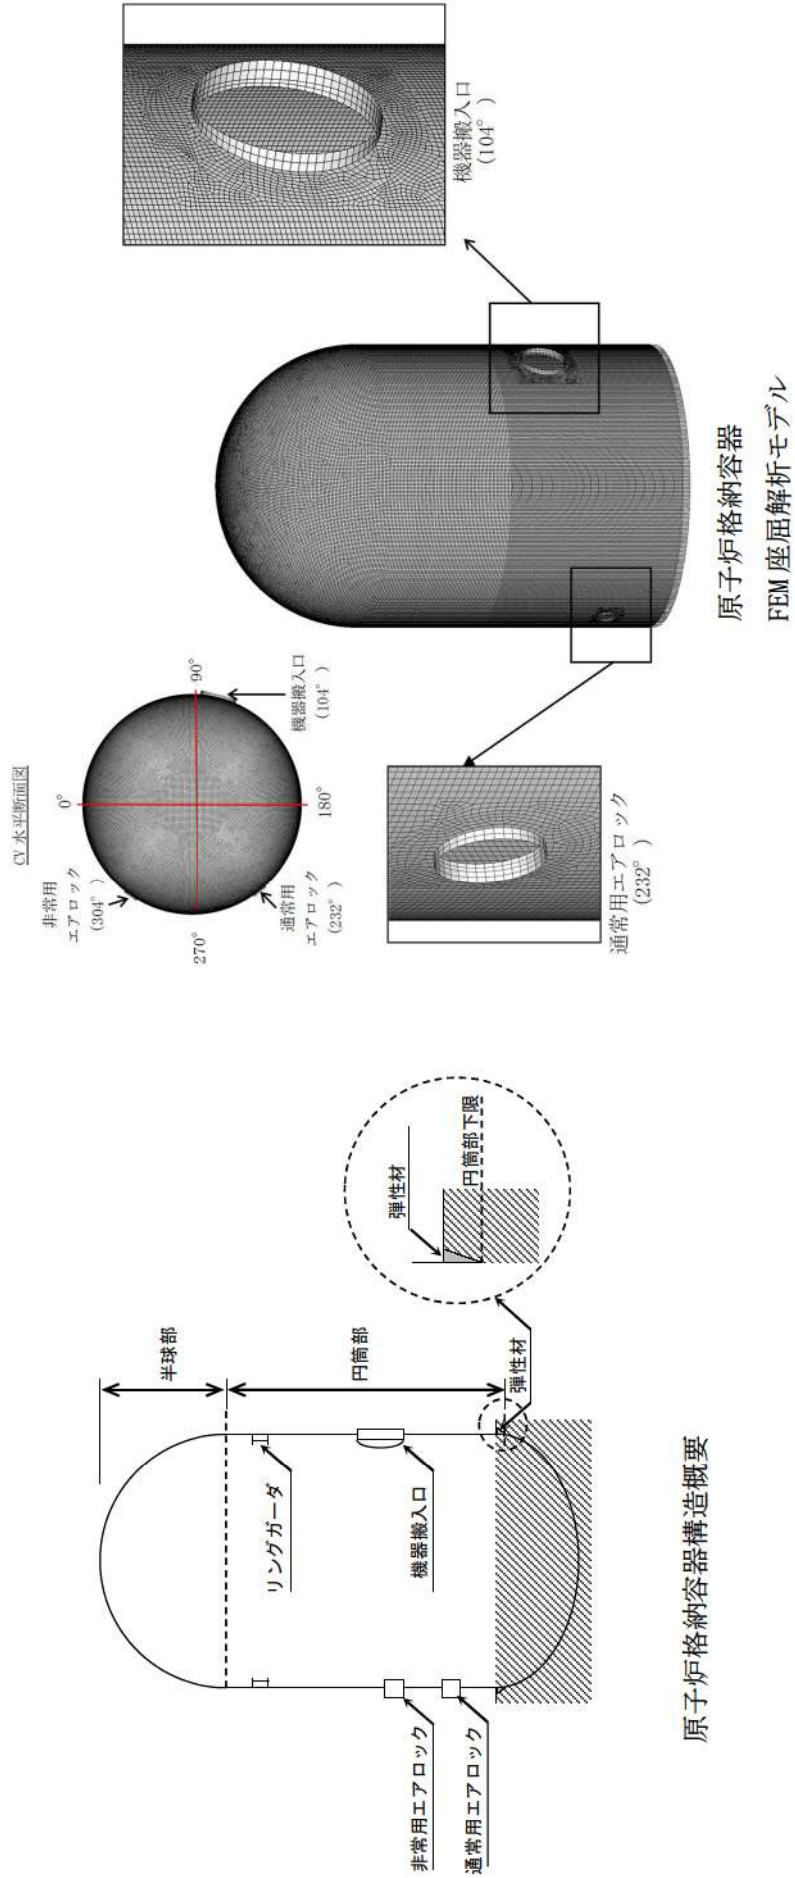 半球部
円筒部
リングガーダ
機器搬入口
非常用エアロック
通常用エアロック
弾性材
弾性材
円筒部下限
原子炉格納容器構造概要
CV 水平断面図
0°
90°
180°
270°
非常用
エアロック
(304°)
通常用
エアロック
(232°)
機器搬入口
(104°)
通常用エアロック
(232°)
機器搬入口
(104°)
原子炉格納容器
FEM 座屈解析モデル